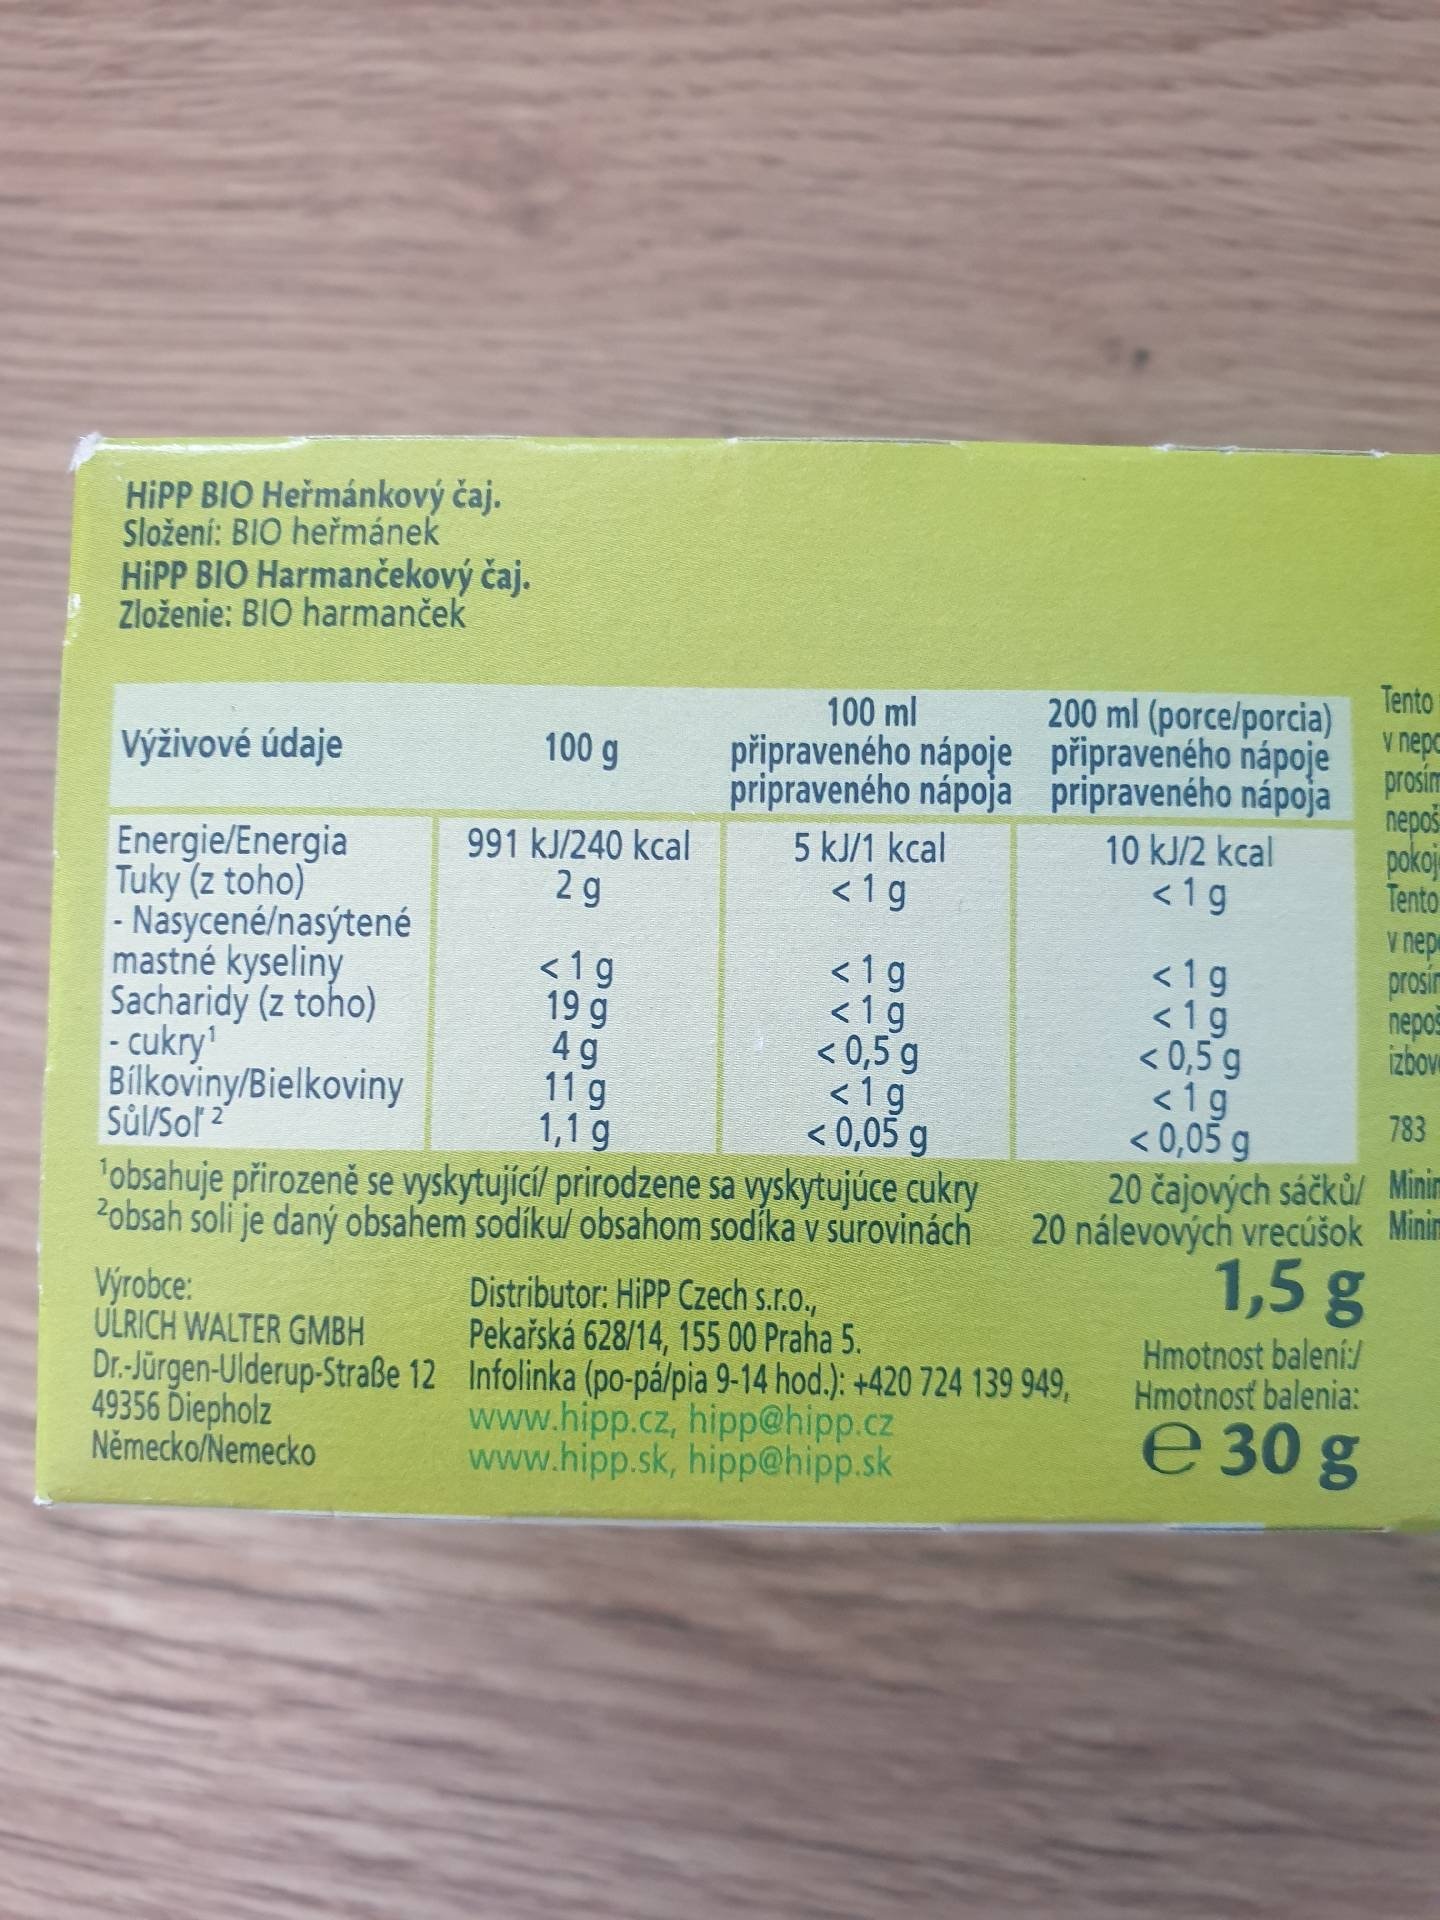 HiPP BIO Heřmánkový čaj.
Složení: BIO heřmánek
HiPP BIO Harmančekový čaj.
Zloženie: BIO harmanček
Výživové údaje 100 g 100 ml připraveného nápoje pripraveného nápoja 200 ml (porce/porcia) připraveného nápoje pripraveného nápoja
Energie/Energia 991 kJ/240 kcal 5 kJ/1 kcal 10 kJ/2 kcal
Tuky (z toho) 2 g < 1 g < 1 g
- Nasycené/nasýtené
mastné kyseliny < 1 g < 1 g < 1 g
Sacharidy (z toho) 19 g < 1 g < 1 g
- cukry¹ 4 g < 0,5 g < 0,5 g
Bílkoviny/Bielkoviny 11 g < 1 g < 1 g
Sůl/Soľ ² 1,1 g < 0,05 g < 0,05 g
¹obsahuje přirozeně se vyskytující/ prirodzene sa vyskytujúce cukry
²obsah soli je daný obsahem sodíku/ obsahom sodíka v surovinách
20 čajových sáčků/
20 nálevových vrecúšok
1,5 g
Hmotnost balení:/
Hmotnosť balenia:
e 30 g
Výrobce:
ULRICH WALTER GMBH
Dr.-Jürgen-Ulderup-Straße 12
49356 Diepholz
Německo/Nemecko
Distributor: HiPP Czech s.r.o.,
Pekařská 628/14, 155 00 Praha 5.
Infolinka (po-pá/pia 9-14 hod.): +420 724 139 949,
www.hipp.cz, hipp@hipp.cz
www.hipp.sk, hipp@hipp.sk
Tento
v
Tento
v
783